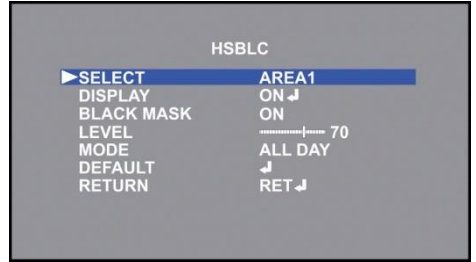 HSBLC
SELECT AREA1
DISPLAY ON
BLACK MASK ON
LEVEL 70
MODE ALL DAY
DEFAULT
RETURN RET